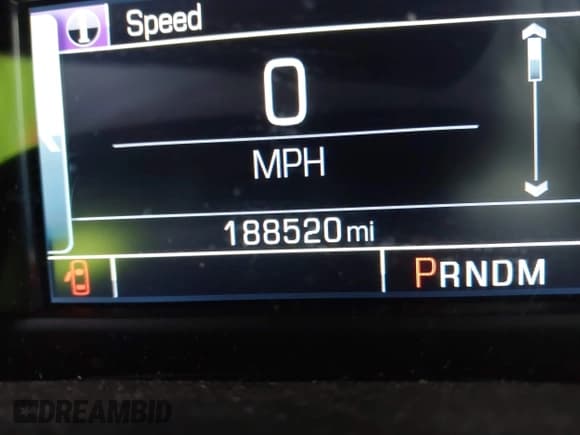 Speed
0
MPH
188520 mi
PRNDM
DREAMBID